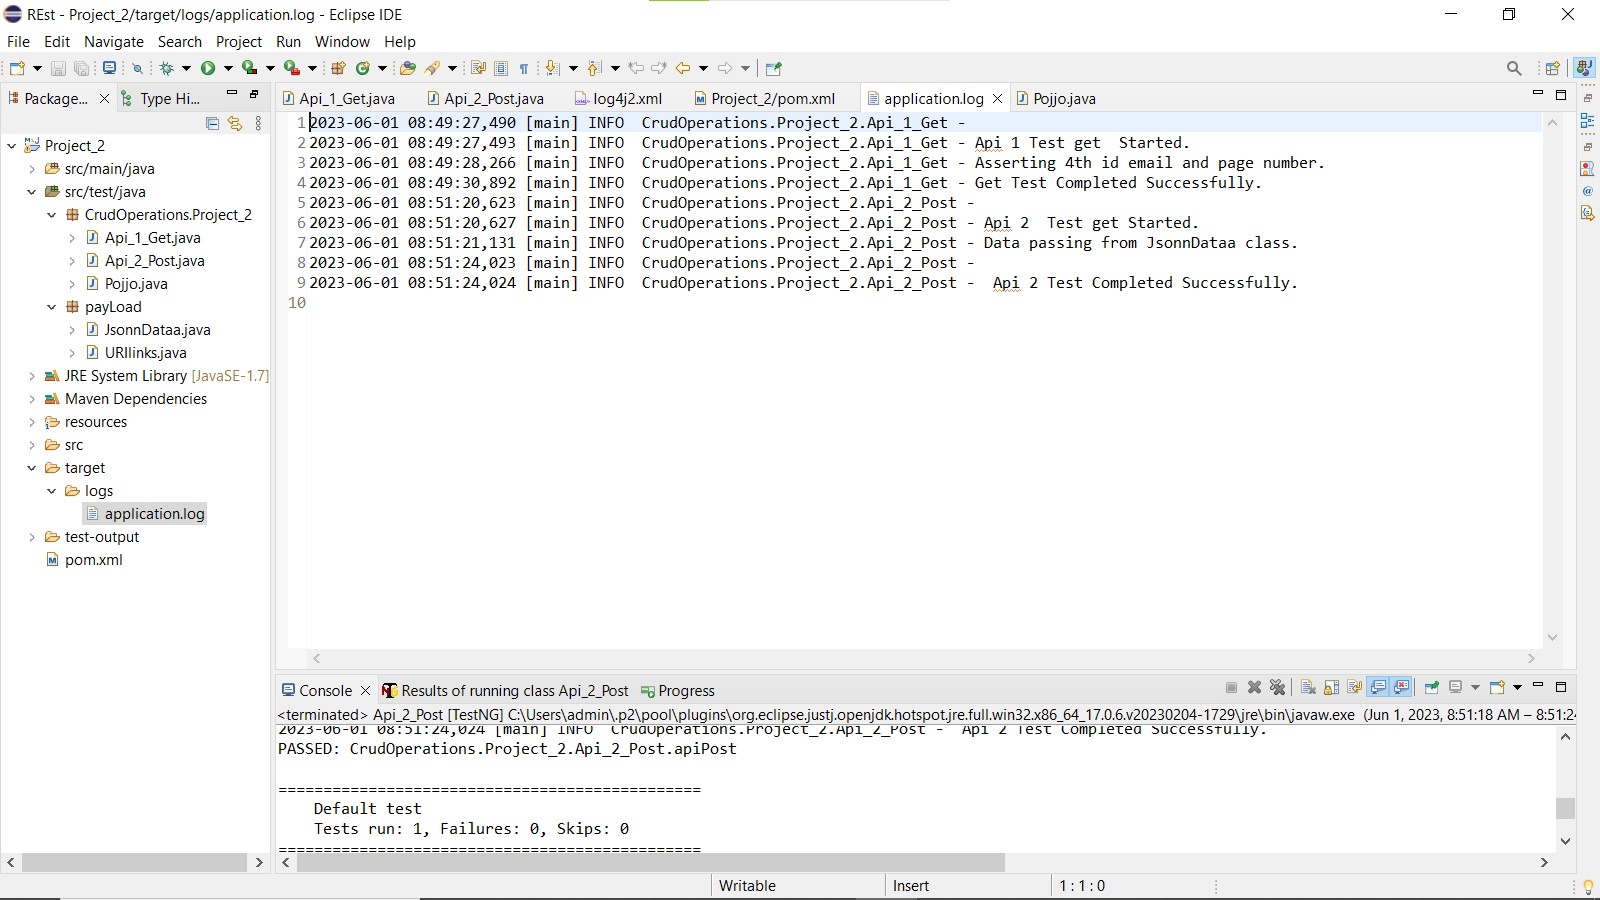 REst - Project_2/target/logs/application.log - Eclipse IDE
File Edit Navigate Search Project Run Window Help
Package... Type Hi...
Project_2
src/main/java
src/test/java
CrudOperations.Project_2
Api_1_Get.java
Api_2_Post.java
Pojjo.java
payLoad
JsonnDataa.java
URIlinks.java
JRE System Library [JavaSE-1.7]
Maven Dependencies
resources
src
target
logs
application.log
test-output
pom.xml
Api_1_Get.java Api_2_Post.java log4j2.xml Project_2/pom.xml application.log Pojjo.java
1 2023-06-01 08:49:27,490 [main] INFO  CrudOperations.Project_2.Api_1_Get -
2 2023-06-01 08:49:27,493 [main] INFO  CrudOperations.Project_2.Api_1_Get - Api 1 Test get  Started.
3 2023-06-01 08:49:28,266 [main] INFO  CrudOperations.Project_2.Api_1_Get - Asserting 4th id email and page number.
4 2023-06-01 08:49:30,892 [main] INFO  CrudOperations.Project_2.Api_1_Get - Get Test Completed Successfully.
5 2023-06-01 08:51:20,623 [main] INFO  CrudOperations.Project_2.Api_2_Post -
6 2023-06-01 08:51:20,627 [main] INFO  CrudOperations.Project_2.Api_2_Post - Api 2  Test get Started.
7 2023-06-01 08:51:21,131 [main] INFO  CrudOperations.Project_2.Api_2_Post - Data passing from JsonnDataa class.
8 2023-06-01 08:51:24,023 [main] INFO  CrudOperations.Project_2.Api_2_Post -
9 2023-06-01 08:51:24,024 [main] INFO  CrudOperations.Project_2.Api_2_Post -  Api 2 Test Completed Successfully.
10
Console Results of running class Api_2_Post Progress
<terminated> Api_2_Post [TestNG] C:\Users\admin\.p2\pool\plugins\org.eclipse.justj.openjdk.hotspot.jre.full.win32.x86_64_17.0.6.v20230204-1729\jre\bin\javaw.exe (Jun 1, 2023, 8:51:18 AM – 8:51:24
2023-06-01 08:51:24,024 [main] INFO  CrudOperations.Project_2.Api_2_Post -  Api 2 Test Completed Successfully.
PASSED: CrudOperations.Project_2.Api_2_Post.apiPost
===============================================
Default test
Tests run: 1, Failures: 0, Skips: 0
===============================================
Writable Insert 1 : 1 : 0